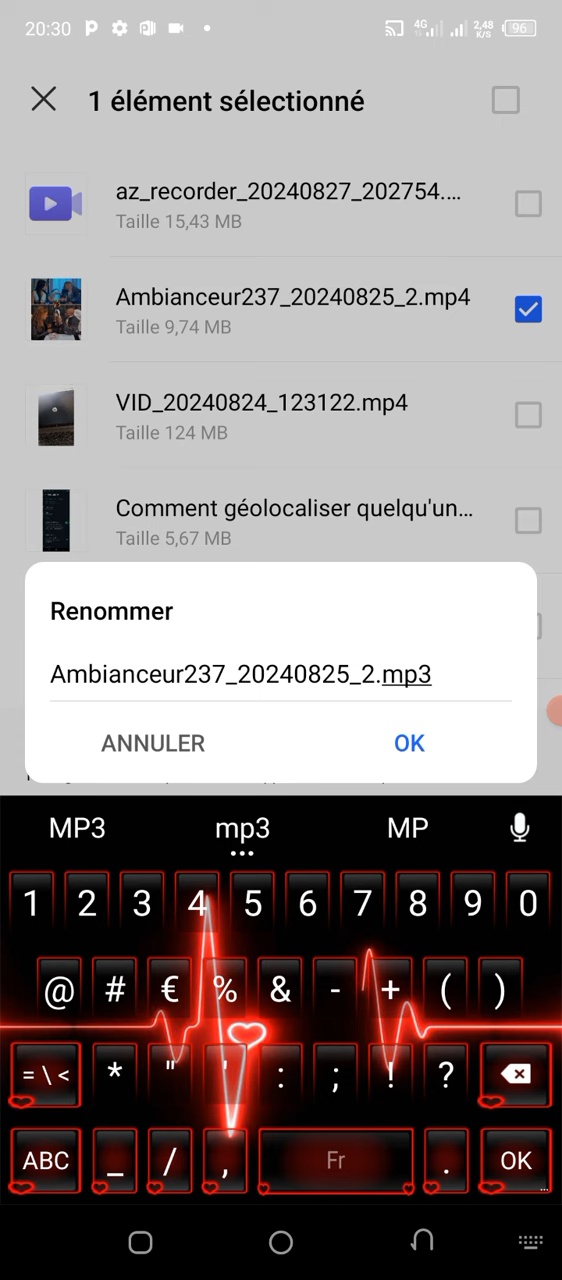 20:30
4G
2,48
K/S
96
1 élément sélectionné
az_recorder_20240827_202754....
Taille 15,43 MB
Ambianceur237_20240825_2.mp4
Taille 9,74 MB
VID_20240824_123122.mp4
Taille 124 MB
Comment géolocaliser quelqu'un...
Taille 5,67 MB
Renommer
Ambianceur237_20240825_2.mp3
ANNULER OK
MP3 mp3 MP
1 2 3 4 5 6 7 8 9 0
@ # € % & - + ( )
= \ < * " ' : ; ! ?
ABC _ / , Fr . OK